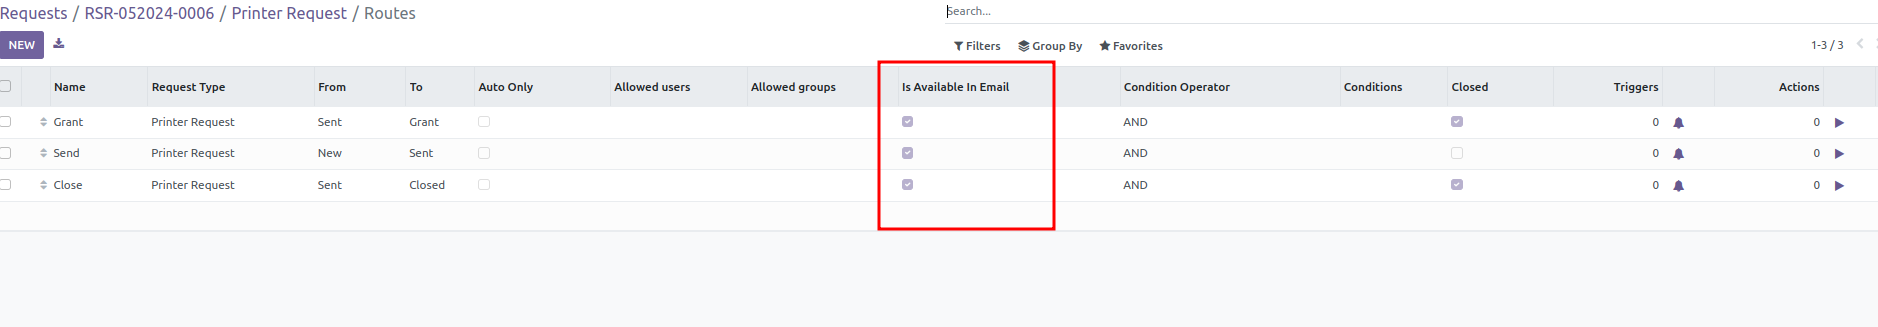 Requests / RSR-052024-0006 / Printer Request / Routes
Search...
NEW
Filters Group By Favorites 1-3 / 3
Name Request Type From To Auto Only Allowed users Allowed groups Is Available In Email Condition Operator Conditions Closed Triggers Actions
Grant Printer Request Sent Grant AND 0 0
Send Printer Request New Sent AND 0 0
Close Printer Request Sent Closed AND 0 0